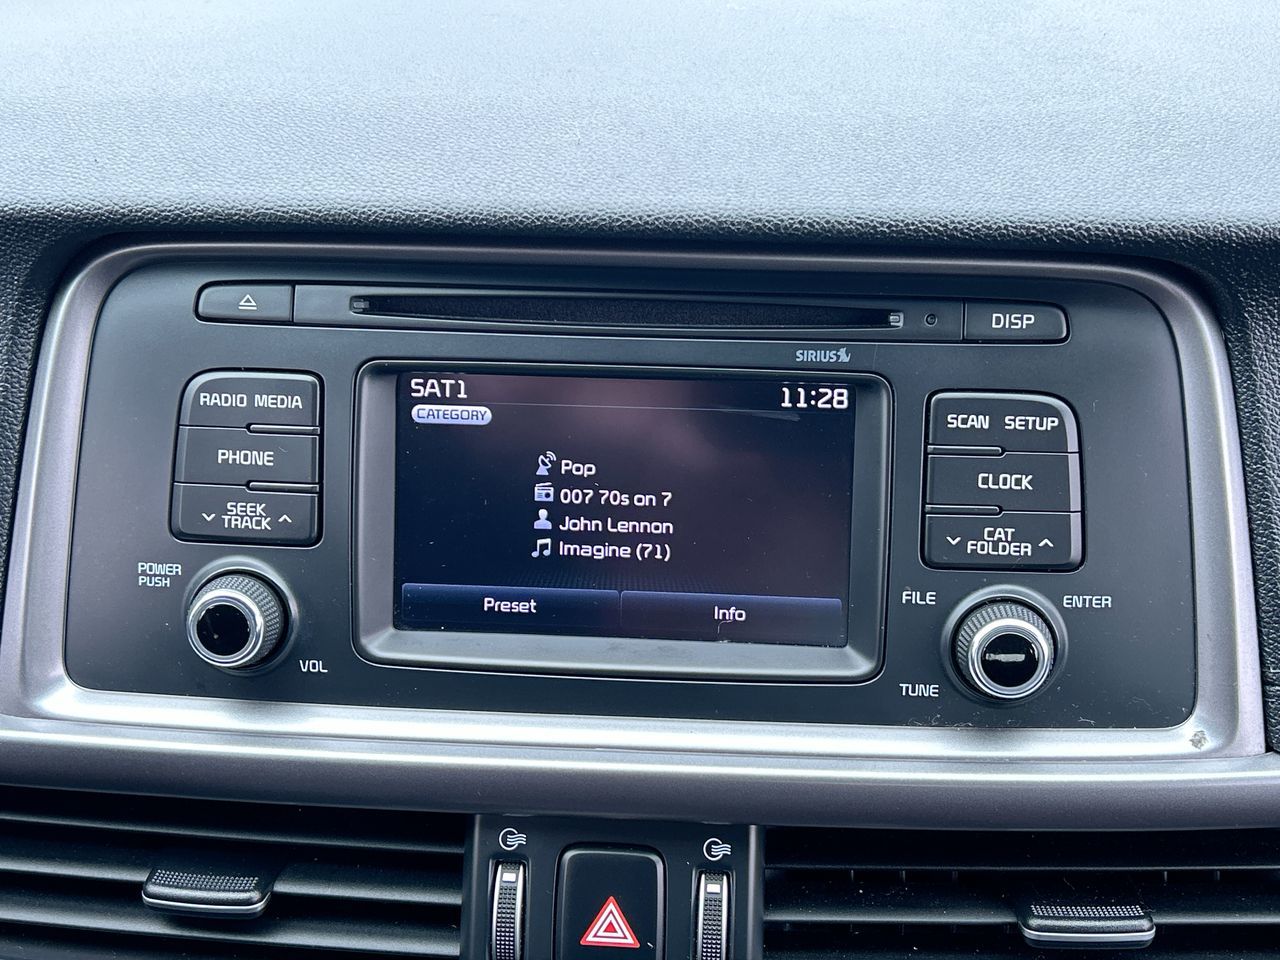 DISP
SIRIUS
RADIO MEDIA
PHONE
SEEK
TRACK
POWER
PUSH
VOL
SAT1
11:28
CATEGORY
Pop
007 70s on 7
John Lennon
Imagine (71)
Preset
Info
SCAN SETUP
CLOCK
CAT
FOLDER
FILE
ENTER
TUNE